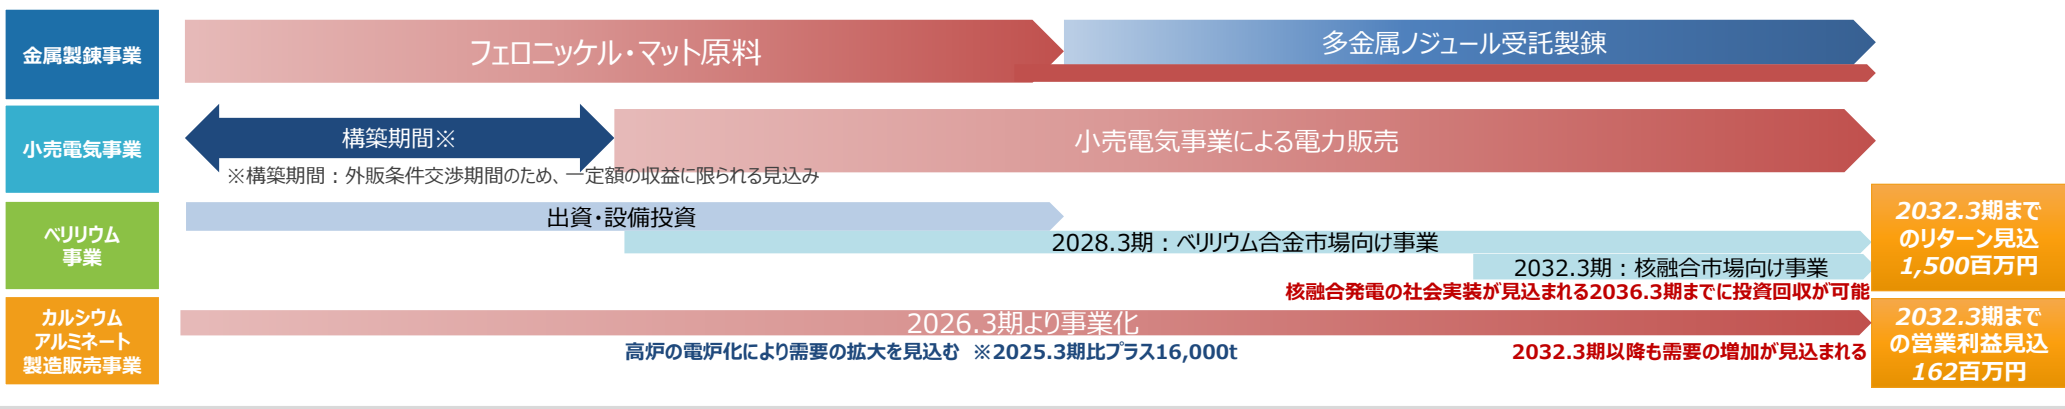 金属製錬事業
フェロニッケル・マット原料
多金属ノジュール受託製錬
小売電気事業
構築期間※
小売電気事業による電力販売
※構築期間：外販条件交渉期間のため、一定額の収益に限られる見込み
ベリリウム
事業
出資・設備投資
2028.3期：ベリリウム合金市場向け事業
2032.3期：核融合市場向け事業
核融合発電の社会実装が見込まれる2036.3期までに投資回収が可能
2032.3期まで
のリターン見込
1,500百万円
カルシウム
アルミネート
製造販売事業
2026.3期より事業化
高炉の電炉化により需要の拡大を見込む ※2025.3期比プラス16,000t
2032.3期以降も需要の増加が見込まれる
2032.3期まで
の営業利益見込
162百万円